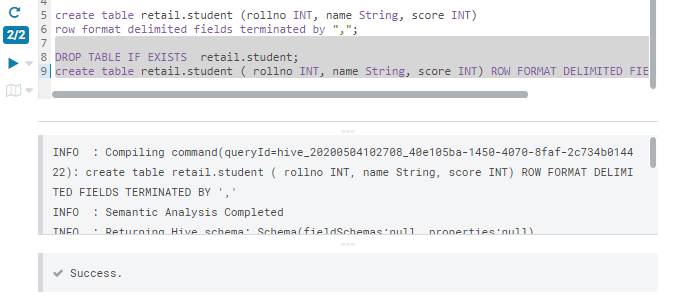 4
5 create table retail.student (rollno INT, name String, score INT)
6 row format delimited fields terminated by ",";
2/2
7
8 DROP TABLE IF EXISTS  retail.student;
9 create table retail.student ( rollno INT, name String, score INT) ROW FORMAT DELIMITED FIE
INFO  : Compiling command(queryId=hive_20200504102708_40e105ba-1450-4070-8faf-2c734b0144
22): create table retail.student ( rollno INT, name String, score INT) ROW FORMAT DELIMI
TED FIELDS TERMINATED BY ','
INFO  : Semantic Analysis Completed
INFO  : Returning Hive schema: Schema(fieldSchemas:null, properties:null)
Success.